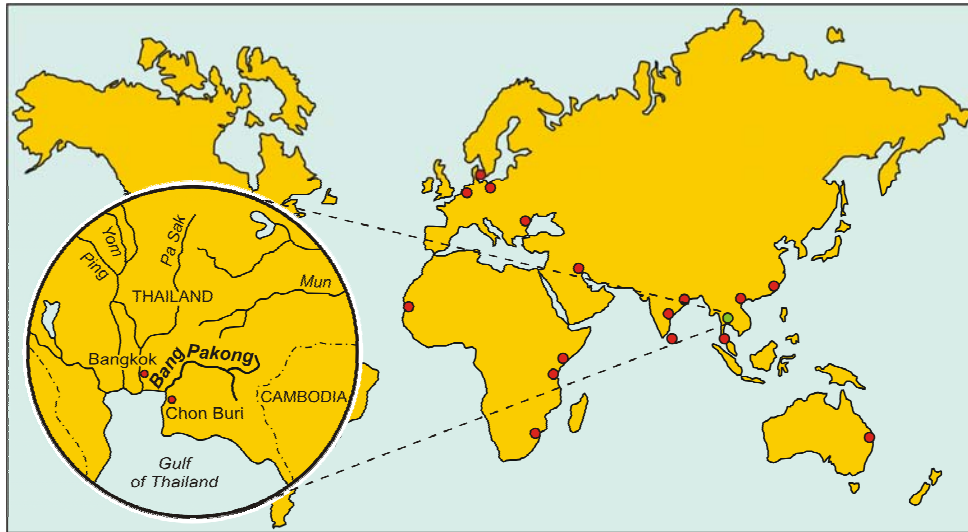 Yom
Ping
Pa Sak
Mun
THAILAND
Bangkok
Bang Pakong
CAMBODIA
Chon Buri
Gulf
of Thailand